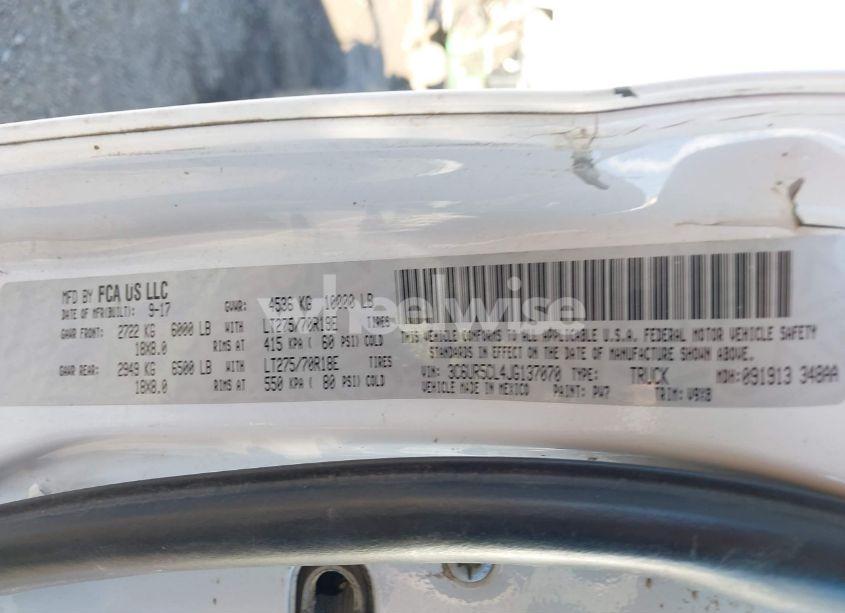 MFD BY FCA US LLC
DATE OF MFR(BUILT): 9-17 GVWR: 4536 KG 10000 LB
GAWR FRONT: 2722 KG 6000 LB WITH LT275/70R18E TIRES
18X8.0 RIMS AT 415 KPA ( 60 PSI) COLD
GAWR REAR: 2949 KG 6500 LB WITH LT275/70R18E TIRES
18X8.0 RIMS AT 550 KPA ( 80 PSI) COLD
THIS VEHICLE CONFORMS TO ALL APPLICABLE U.S.A. FEDERAL MOTOR VEHICLE SAFETY
STANDARDS IN EFFECT ON THE DATE OF MANUFACTURE SHOWN ABOVE.
VIN: 3C6UR5CL4JG137070 TYPE: TRUCK MDH: 091913 348AA
VEHICLE MADE IN MEXICO PAINT: PW7 TRIM: V9X8
wheelwise